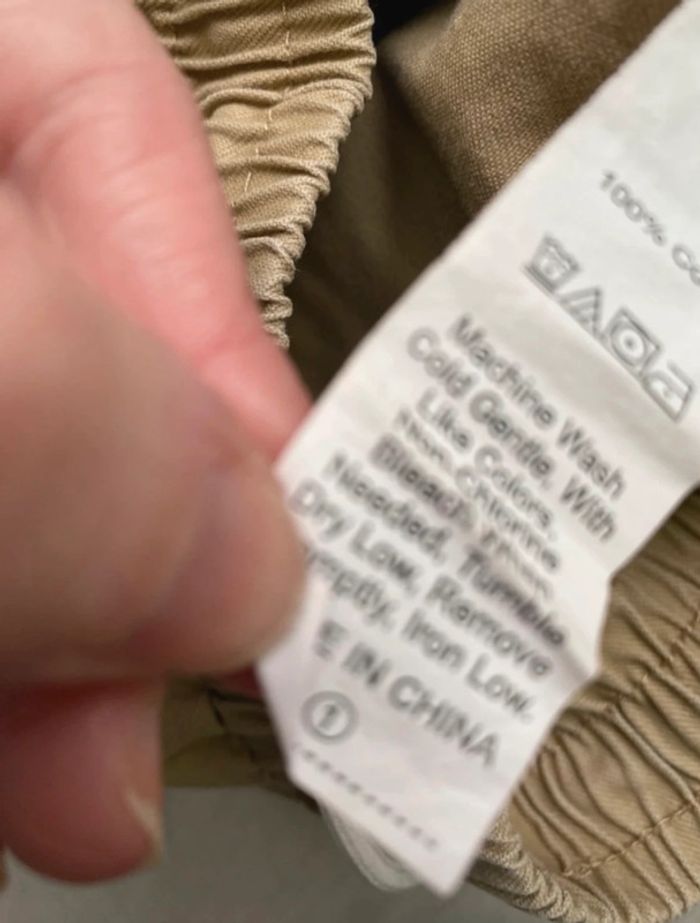 100%
Machine Wash
Cold Gentle, With
Like Colors,
Non Chlorine
Bleach When
Needed, Tumble
Dry Low, Remove
Iron Low.
E IN CHINA
1